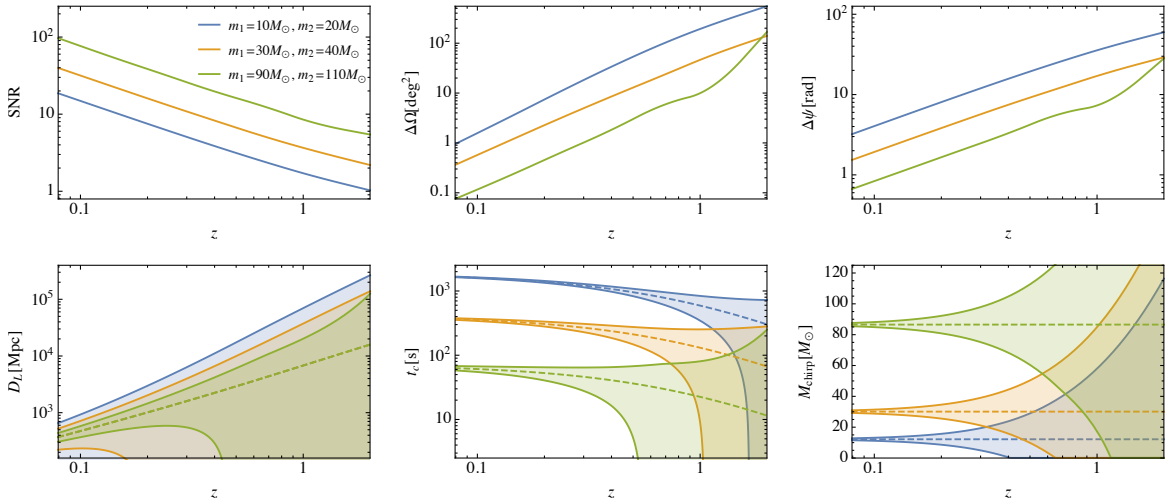 SNR
10²
10
1
0.1
1
z
m₁=10M⊙, m₂=20M⊙
m₁=30M⊙, m₂=40M⊙
m₁=90M⊙, m₂=110M⊙
ΔΩ[deg²]
10²
10
1
0.1
0.1
1
z
Δψ[rad]
10²
10
1
0.1
1
z
D_L[Mpc]
10⁵
10⁴
10³
0.1
1
z
t_c[s]
10³
10²
10
0.1
1
z
M_chirp[M⊙]
120
100
80
60
40
20
0
0.1
1
z